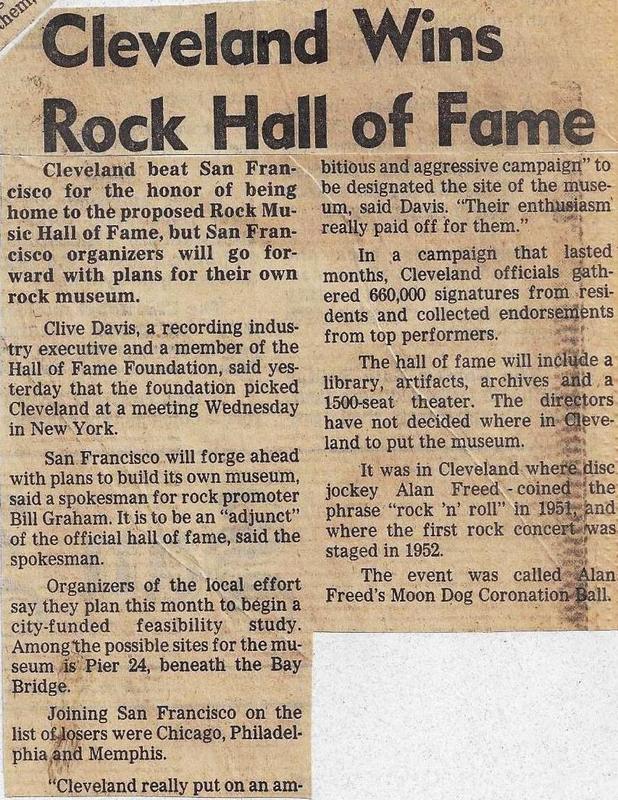 them,
Cleveland Wins
Rock Hall of Fame
Cleveland beat San Fran-
cisco for the honor of being
home to the proposed Rock Mu-
sic Hall of Fame, but San Fran-
cisco organizers will go for-
ward with plans for their own
rock museum.
Clive Davis, a recording indus-
try executive and a member of the
Hall of Fame Foundation, said yes-
terday that the foundation picked
Cleveland at a meeting Wednesday
in New York.
San Francisco will forge ahead
with plans to build its own museum,
said a spokesman for rock promoter
Bill Graham. It is to be an “adjunct”
of the official hall of fame, said the
spokesman.
Organizers of the local effort
say they plan this month to begin a
city-funded feasibility study.
Among the possible sites for the mu-
seum is Pier 24, beneath the Bay
Bridge.
Joining San Francisco on the
list of losers were Chicago, Philadel-
phia and Memphis.
“Cleveland really put on an am-
bitious and aggressive campaign” to
be designated the site of the muse-
um, said Davis. “Their enthusiasm
really paid off for them.”
In a campaign that lasted
months, Cleveland officials gath-
ered 660,000 signatures from resi-
dents and collected endorsements
from top performers.
The hall of fame will include a
library, artifacts, archives and a
1500-seat theater. The directors
have not decided where in Cleve-
land to put the museum.
It was in Cleveland where disc
jockey Alan Freed coined the
phrase “rock ’n’ roll” in 1951, and
where the first rock concert was
staged in 1952.
The event was called Alan
Freed’s Moon Dog Coronation Ball.